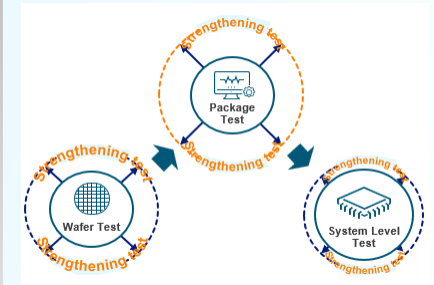 Strengthening test
Package
Test
Strengthening test
Strengthening test
Wafer Test
Strengthening test
Strengthening test
System Level
Test
Strengthening test